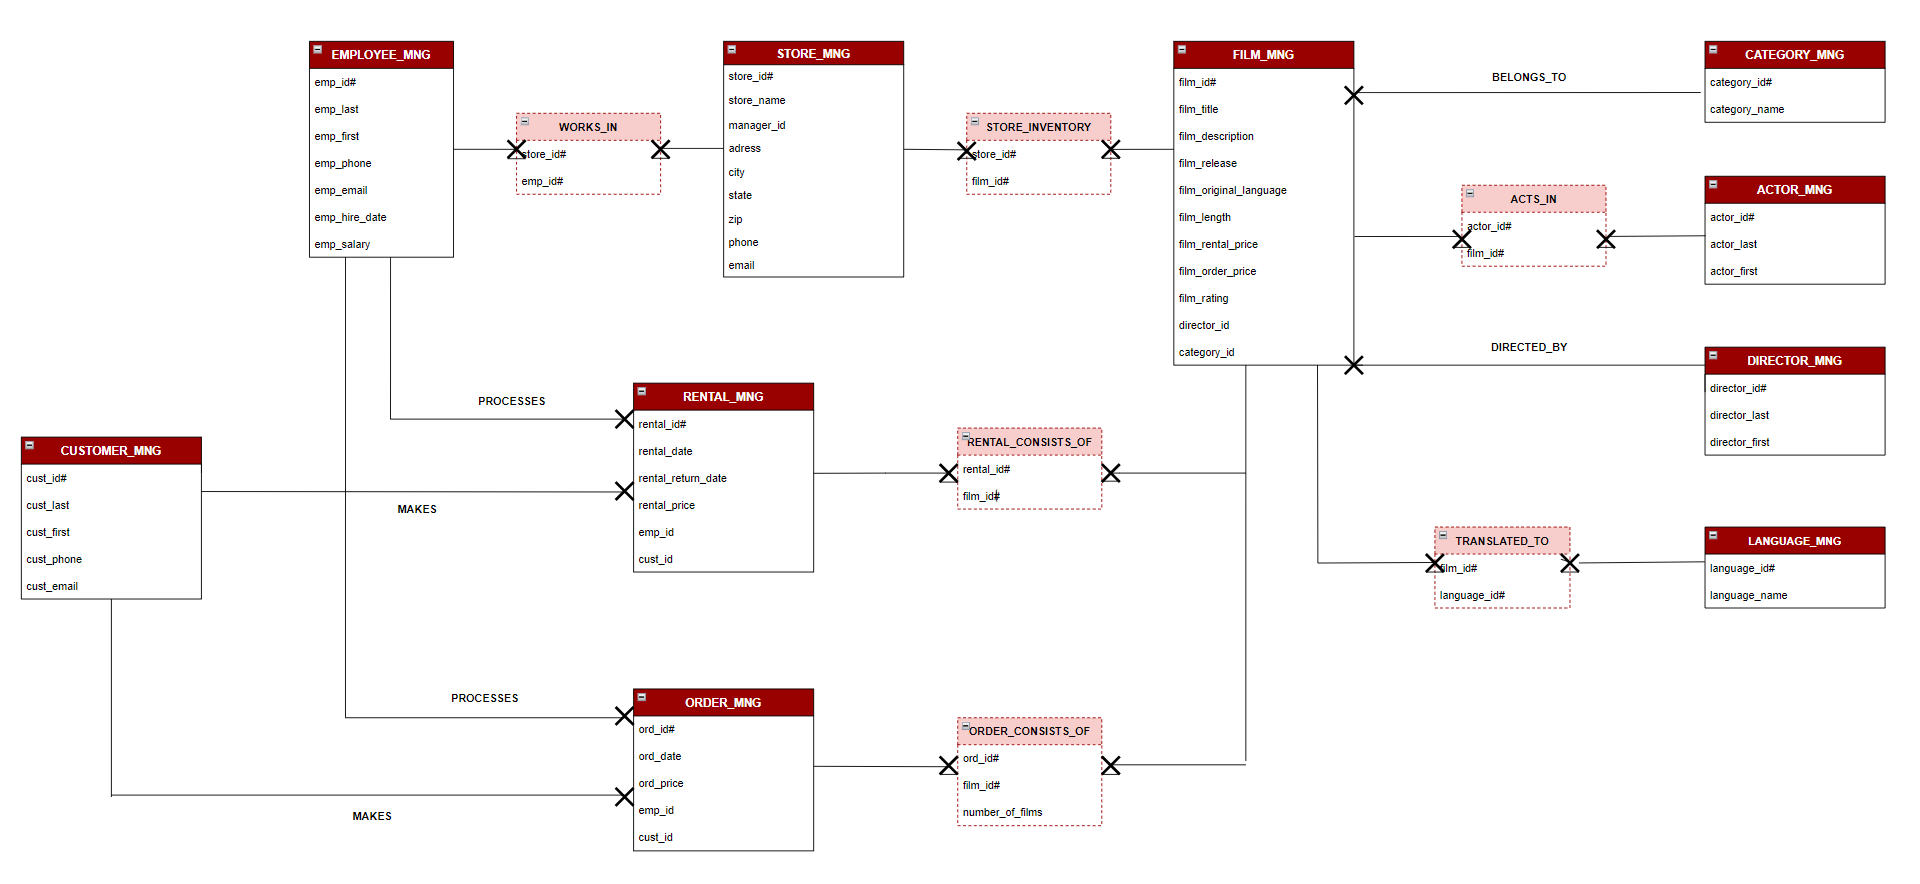 EMPLOYEE_MNG
emp_id#
emp_last
emp_first
emp_phone
emp_email
emp_hire_date
emp_salary
WORKS_IN
store_id#
emp_id#
STORE_MNG
store_id#
store_name
manager_id
adress
city
state
zip
phone
email
STORE_INVENTORY
store_id#
film_id#
FILM_MNG
film_id#
film_title
film_description
film_release
film_original_language
film_length
film_rental_price
film_order_price
film_rating
director_id
category_id
BELONGS_TO
CATEGORY_MNG
category_id#
category_name
ACTS_IN
actor_id#
film_id#
ACTOR_MNG
actor_id#
actor_last
actor_first
DIRECTED_BY
DIRECTOR_MNG
director_id#
director_last
director_first
PROCESSES
RENTAL_MNG
rental_id#
rental_date
rental_return_date
rental_price
emp_id
cust_id
RENTAL_CONSISTS_OF
rental_id#
film_id#
CUSTOMER_MNG
cust_id#
cust_last
cust_first
cust_phone
cust_email
MAKES
TRANSLATED_TO
film_id#
language_id#
LANGUAGE_MNG
language_id#
language_name
PROCESSES
ORDER_MNG
ord_id#
ord_date
ord_price
emp_id
cust_id
ORDER_CONSISTS_OF
ord_id#
film_id#
number_of_films
MAKES